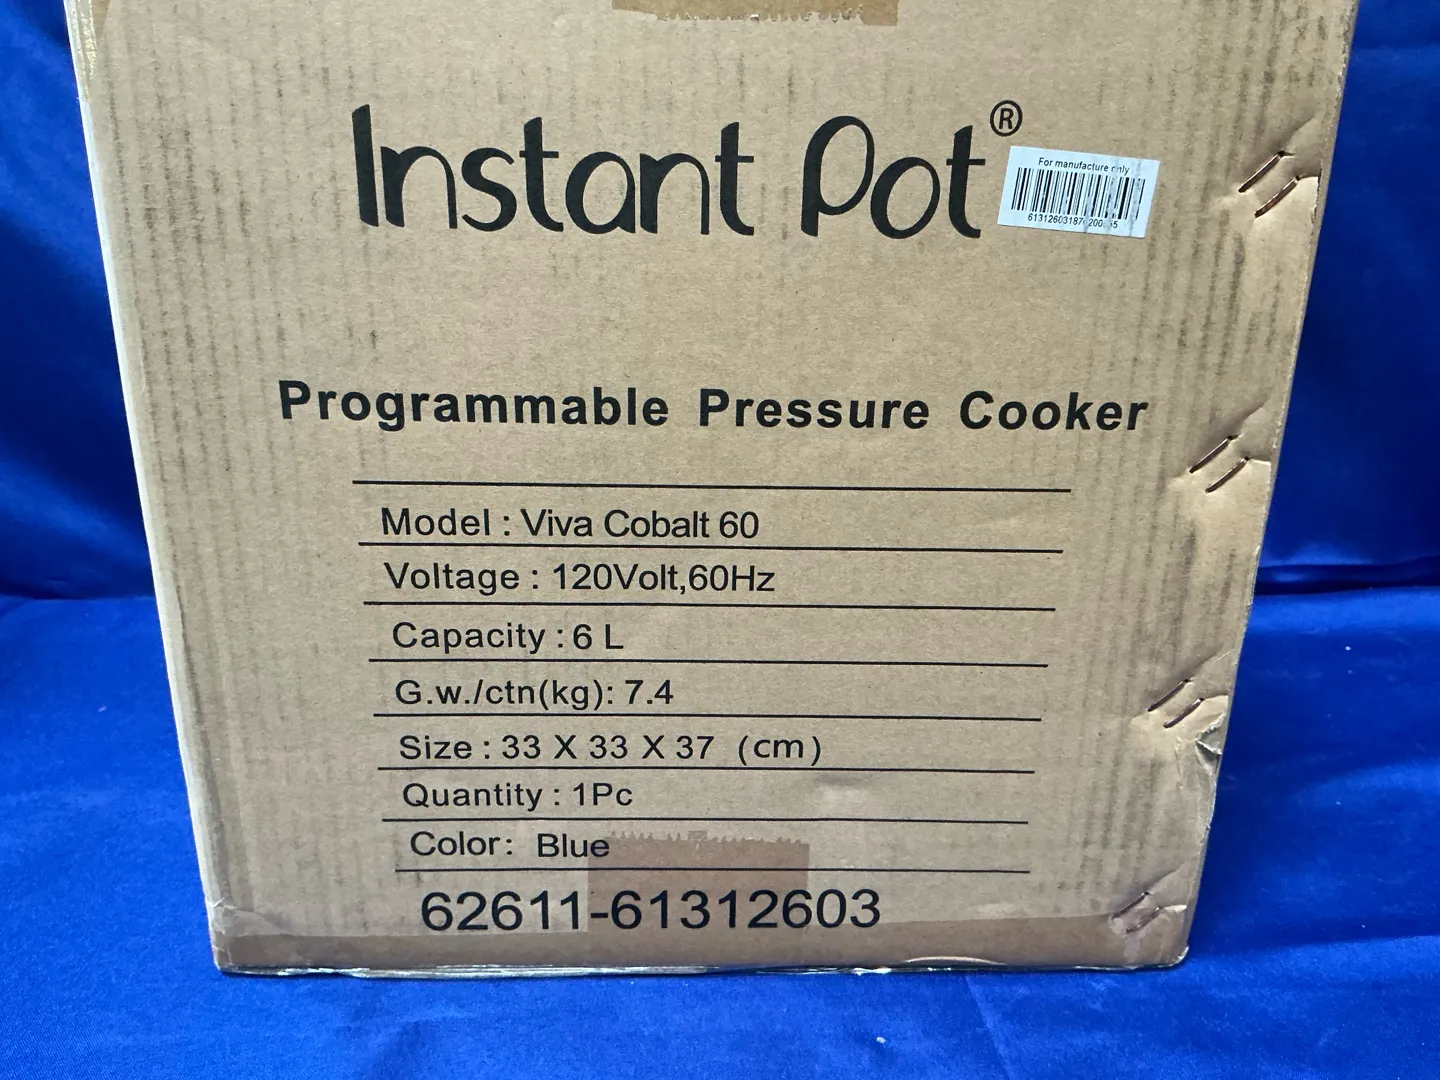 Instant Pot®
For manufacture only
Programmable Pressure Cooker
Model : Viva Cobalt 60
Voltage : 120Volt,60Hz
Capacity : 6 L
G.w./ctn(kg): 7.4
Size : 33 X 33 X 37 (cm)
Quantity : 1Pc
Color: Blue
62611-61312603